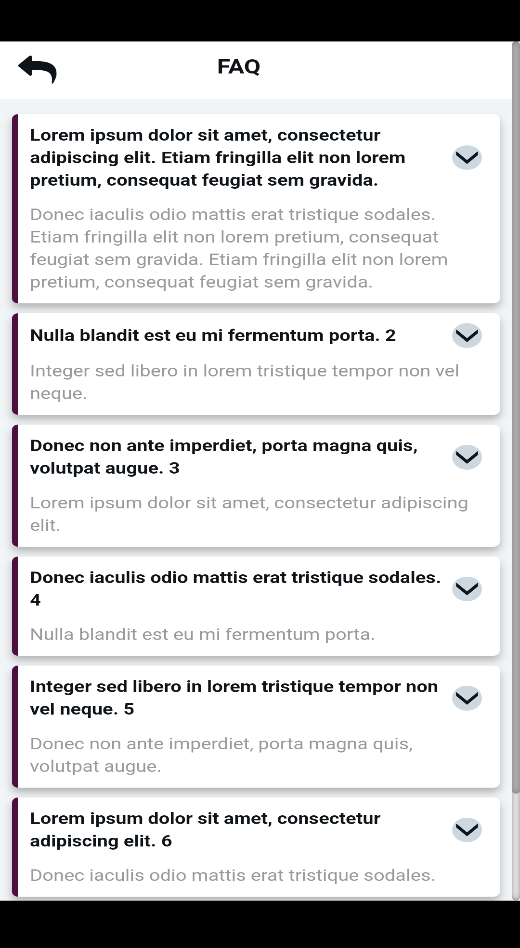 FAQ
Lorem ipsum dolor sit amet, consectetur
adipiscing elit. Etiam fringilla elit non lorem
pretium, consequat feugiat sem gravida.
Donec iaculis odio mattis erat tristique sodales.
Etiam fringilla elit non lorem pretium, consequat
feugiat sem gravida. Etiam fringilla elit non lorem
pretium, consequat feugiat sem gravida.
Nulla blandit est eu mi fermentum porta. 2
Integer sed libero in lorem tristique tempor non vel
neque.
Donec non ante imperdiet, porta magna quis,
volutpat augue. 3
Lorem ipsum dolor sit amet, consectetur adipiscing
elit.
Donec iaculis odio mattis erat tristique sodales.
4
Nulla blandit est eu mi fermentum porta.
Integer sed libero in lorem tristique tempor non
vel neque. 5
Donec non ante imperdiet, porta magna quis,
volutpat augue.
Lorem ipsum dolor sit amet, consectetur
adipiscing elit. 6
Donec iaculis odio mattis erat tristique sodales.